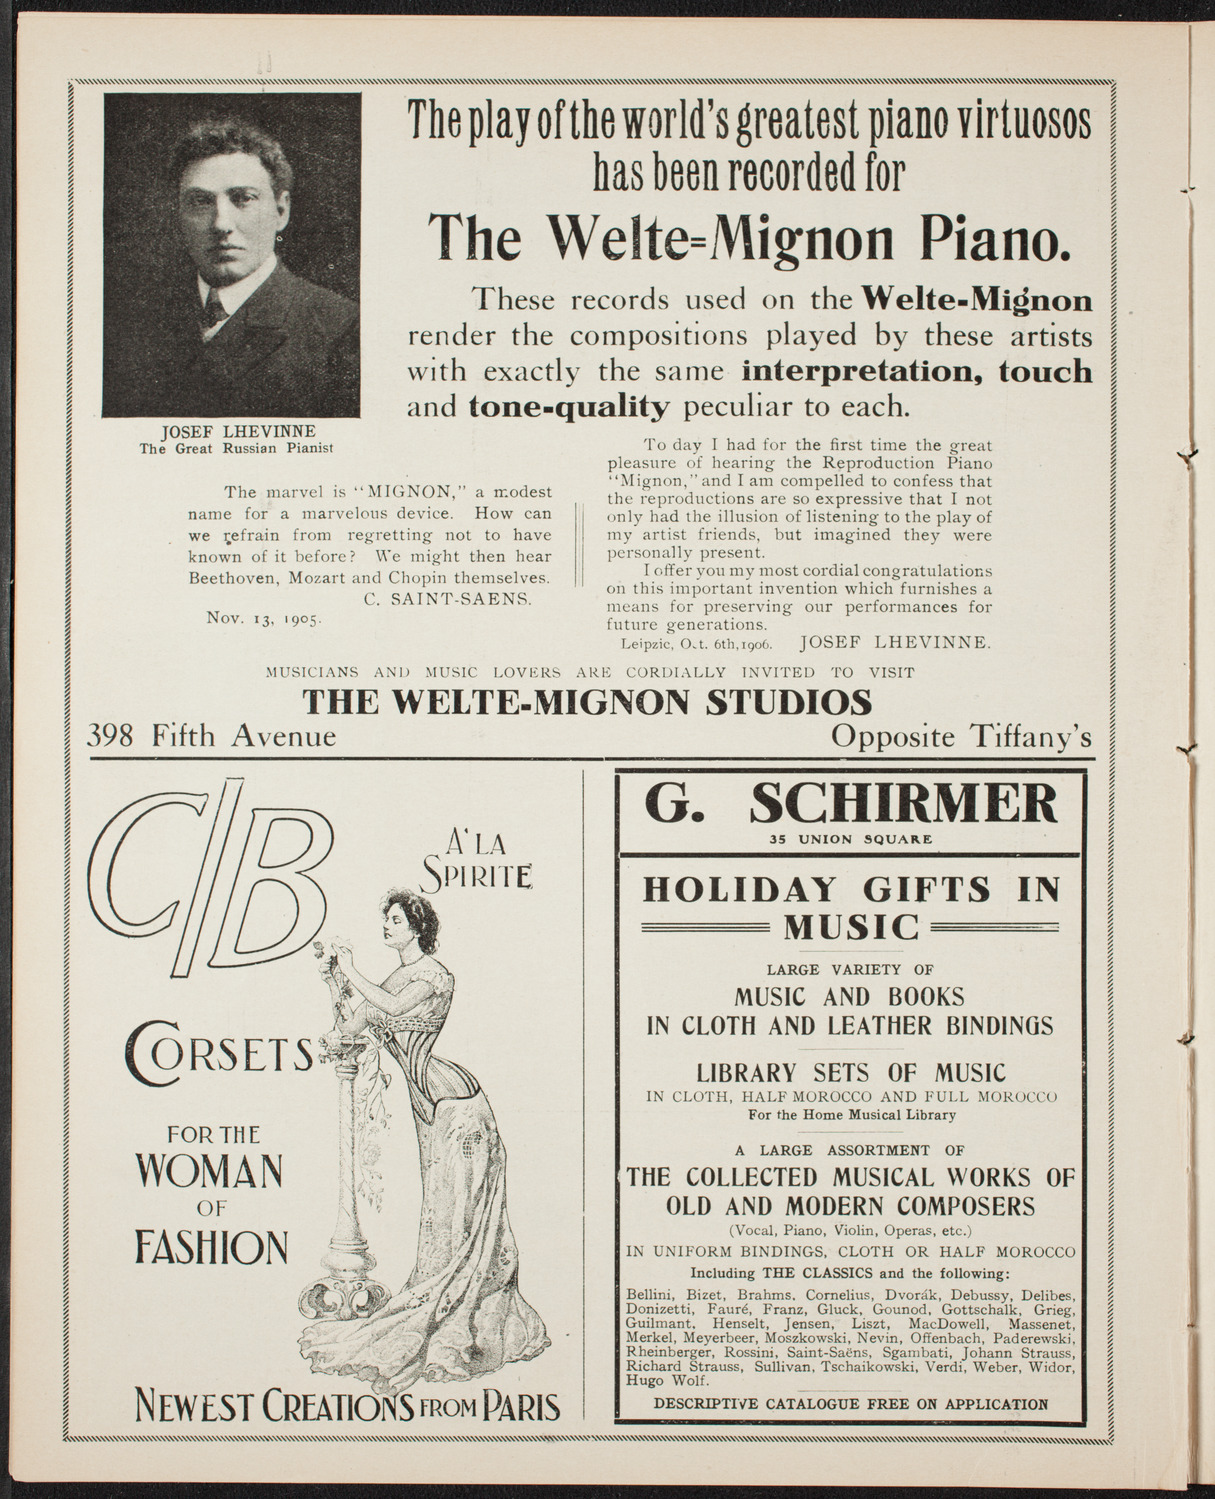 The play of the world's greatest piano virtuosos
has been recorded for
The Welte=Mignon Piano.
These records used on the Welte-Mignon
render the compositions played by these artists
with exactly the same interpretation, touch
and tone-quality peculiar to each.
JOSEF LHEVINNE
The Great Russian Pianist
The marvel is "MIGNON," a modest
name for a marvelous device. How can
we refrain from regretting not to have
known of it before? We might then hear
Beethoven, Mozart and Chopin themselves.
C. SAINT-SAENS.
Nov. 13, 1905.
To day I had for the first time the great
pleasure of hearing the Reproduction Piano
"Mignon," and I am compelled to confess that
the reproductions are so expressive that I not
only had the illusion of listening to the play of
my artist friends, but imagined they were
personally present.
I offer you my most cordial congratulations
on this important invention which furnishes a
means for preserving our performances for
future generations.
Leipzic, Oct. 6th, 1906. JOSEF LHEVINNE.
MUSICIANS AND MUSIC LOVERS ARE CORDIALLY INVITED TO VISIT
THE WELTE-MIGNON STUDIOS
398 Fifth Avenue Opposite Tiffany's
C/B
A' LA
SPIRITE
CORSETS
FOR THE
WOMAN
OF
FASHION
NEWEST CREATIONS FROM PARIS
G. SCHIRMER
35 UNION SQUARE
HOLIDAY GIFTS IN
MUSIC
LARGE VARIETY OF
MUSIC AND BOOKS
IN CLOTH AND LEATHER BINDINGS
LIBRARY SETS OF MUSIC
IN CLOTH, HALF MOROCCO AND FULL MOROCCO
For the Home Musical Library
A LARGE ASSORTMENT OF
THE COLLECTED MUSICAL WORKS OF
OLD AND MODERN COMPOSERS
(Vocal, Piano, Violin, Operas, etc.)
IN UNIFORM BINDINGS, CLOTH OR HALF MOROCCO
Including THE CLASSICS and the following:
Bellini, Bizet, Brahms, Cornelius, Dvorák, Debussy, Delibes,
Donizetti, Fauré, Franz, Gluck, Gounod, Gottschalk, Grieg,
Guilmant, Henselt, Jensen, Liszt, MacDowell, Massenet,
Merkel, Meyerbeer, Moszkowski, Nevin, Offenbach, Paderewski,
Rheinberger, Rossini, Saint-Saëns, Sgambati, Johann Strauss,
Richard Strauss, Sullivan, Tschaikowski, Verdi, Weber, Widor,
Hugo Wolf.
DESCRIPTIVE CATALOGUE FREE ON APPLICATION